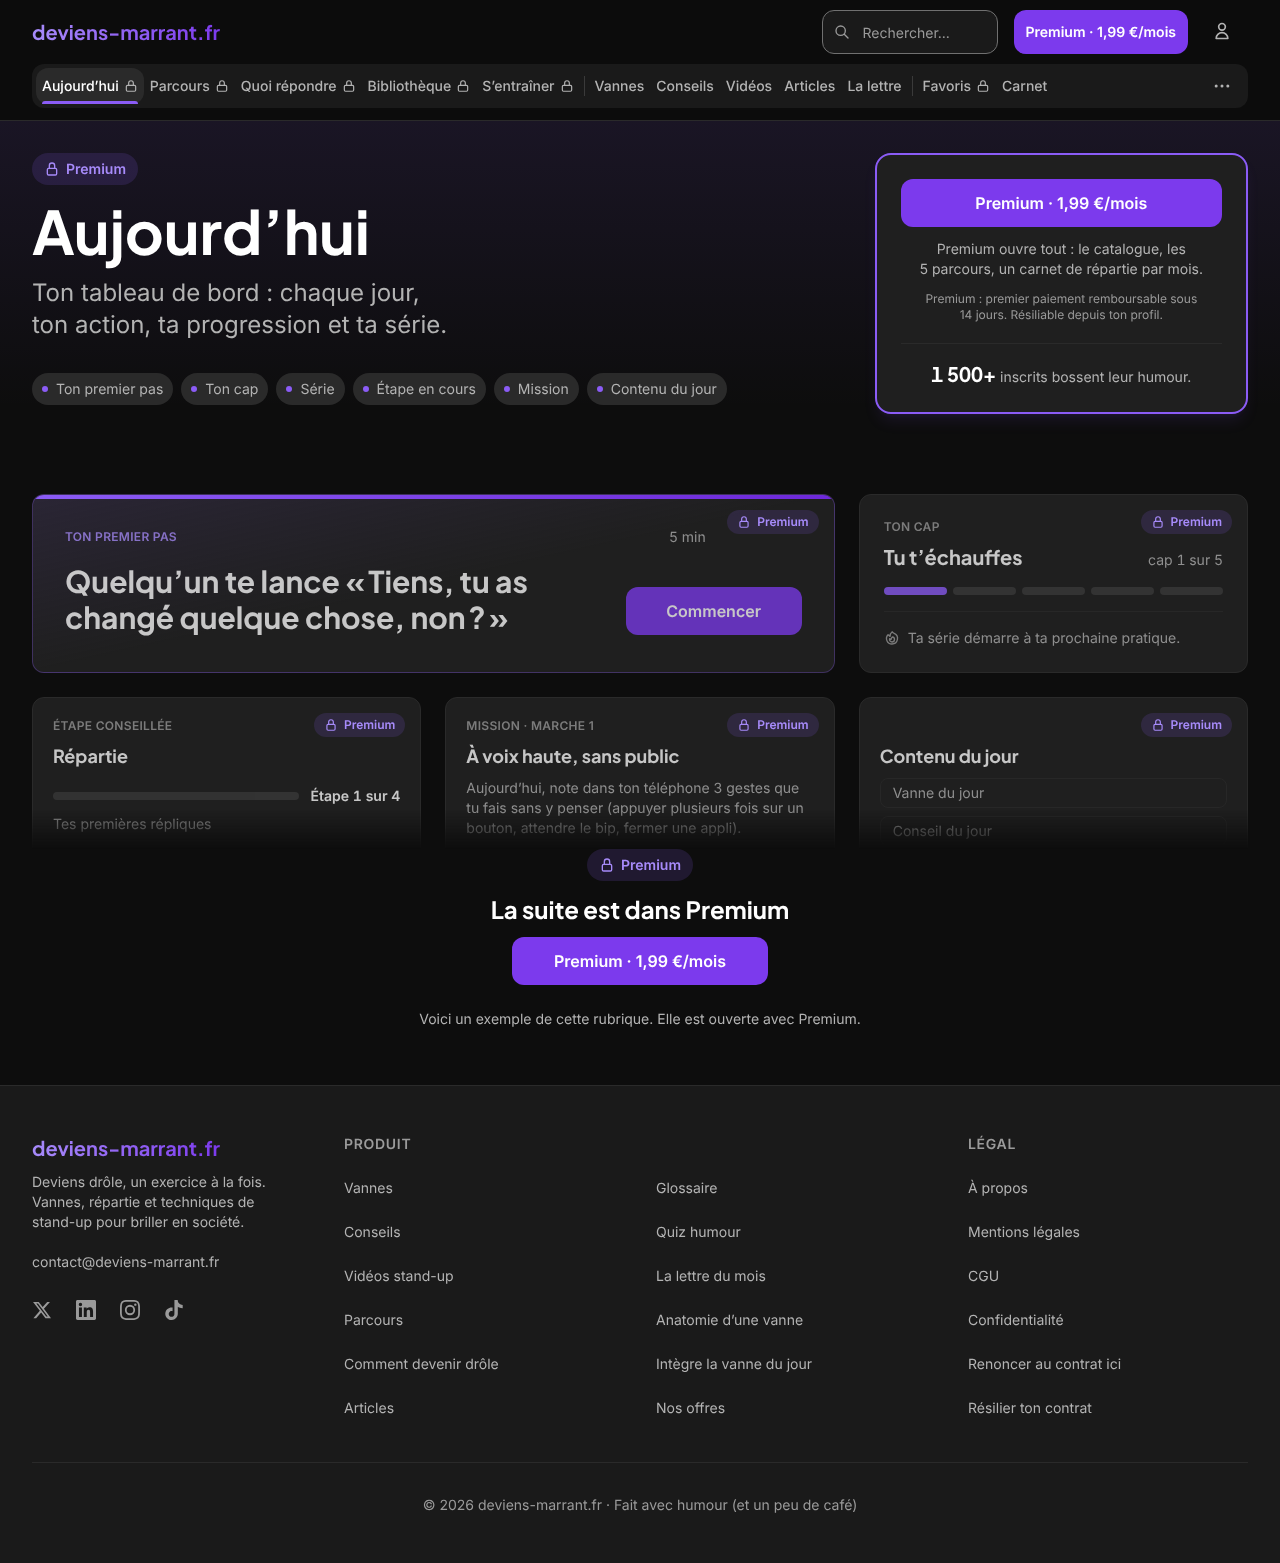 deviens-marrant.fr
Rechercher...
Premium · 1,99 €/mois
Aujourd’hui
Parcours
Quoi répondre
Bibliothèque
S’entraîner
Vannes
Conseils
Vidéos
Articles
La lettre
Favoris
Carnet
Premium
Aujourd’hui
Ton tableau de bord : chaque jour,
ton action, ta progression et ta série.
Ton premier pas
Ton cap
Série
Étape en cours
Mission
Contenu du jour
Premium · 1,99 €/mois
Premium ouvre tout : le catalogue, les
5 parcours, un carnet de répartie par mois.
Premium : premier paiement remboursable sous
14 jours. Résiliable depuis ton profil.
1 500+ inscrits bossent leur humour.
TON PREMIER PAS
5 min
Premium
Quelqu’un te lance « Tiens, tu as
changé quelque chose, non ? »
Commencer
TON CAP
Premium
Tu t’échauffes
cap 1 sur 5
Ta série démarre à ta prochaine pratique.
ÉTAPE CONSEILLÉE
Premium
Répartie
Étape 1 sur 4
Tes premières répliques
MISSION · MARCHE 1
Premium
À voix haute, sans public
Aujourd’hui, note dans ton téléphone 3 gestes que
tu fais sans y penser (appuyer plusieurs fois sur un
bouton, attendre le bip, fermer une appli).
Premium
Contenu du jour
Vanne du jour
Conseil du jour
Premium
La suite est dans Premium
Premium · 1,99 €/mois
Voici un exemple de cette rubrique. Elle est ouverte avec Premium.
deviens-marrant.fr
Deviens drôle, un exercice à la fois.
Vannes, répartie et techniques de
stand-up pour briller en société.
contact@deviens-marrant.fr
PRODUIT
Vannes
Conseils
Vidéos stand-up
Parcours
Comment devenir drôle
Articles
Glossaire
Quiz humour
La lettre du mois
Anatomie d’une vanne
Intègre la vanne du jour
Nos offres
LÉGAL
À propos
Mentions légales
CGU
Confidentialité
Renoncer au contrat ici
Résilier ton contrat
© 2026 deviens-marrant.fr · Fait avec humour (et un peu de café)